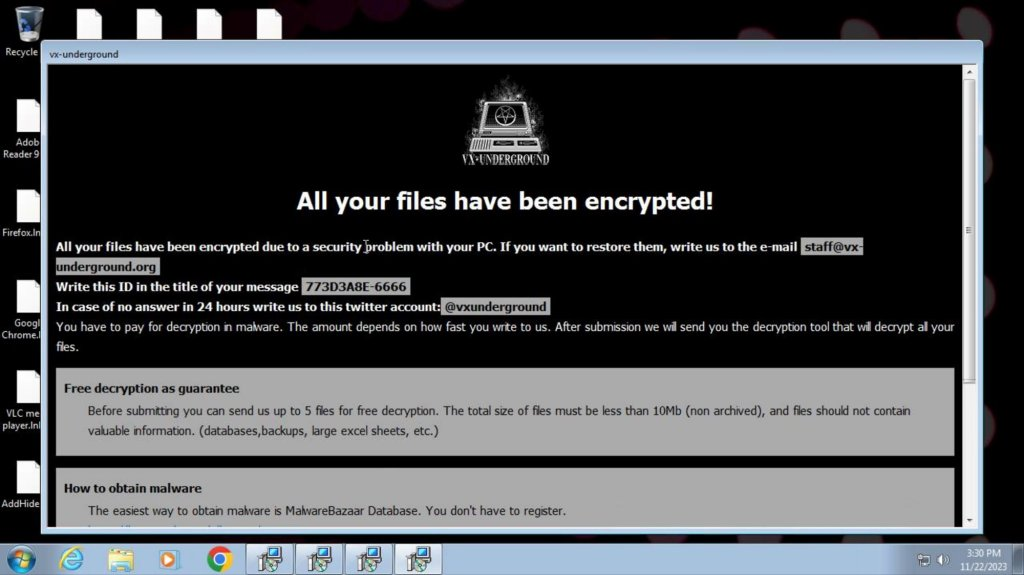 Recycle
vx-underground
VX-UNDERGROUND
All your files have been encrypted!
All your files have been encrypted due to a security problem with your PC. If you want to restore them, write us to the e-mail staff@vx-
underground.org
Write this ID in the title of your message 773D3A8E-6666
In case of no answer in 24 hours write us to this twitter account: @vxunderground
You have to pay for decryption in malware. The amount depends on how fast you write to us. After submission we will send you the decryption tool that will decrypt all your
files.
Free decryption as guarantee
Before submitting you can send us up to 5 files for free decryption. The total size of files must be less than 10Mb (non archived), and files should not contain
valuable information. (databases,backups, large excel sheets, etc.)
How to obtain malware
The easiest way to obtain malware is MalwareBazaar Database. You don't have to register.
Adob
Reader 9
Firefox.ln
Googl
Chrome.l
VLC me
player.lnl
AddHide
3:30 PM
11/22/2023